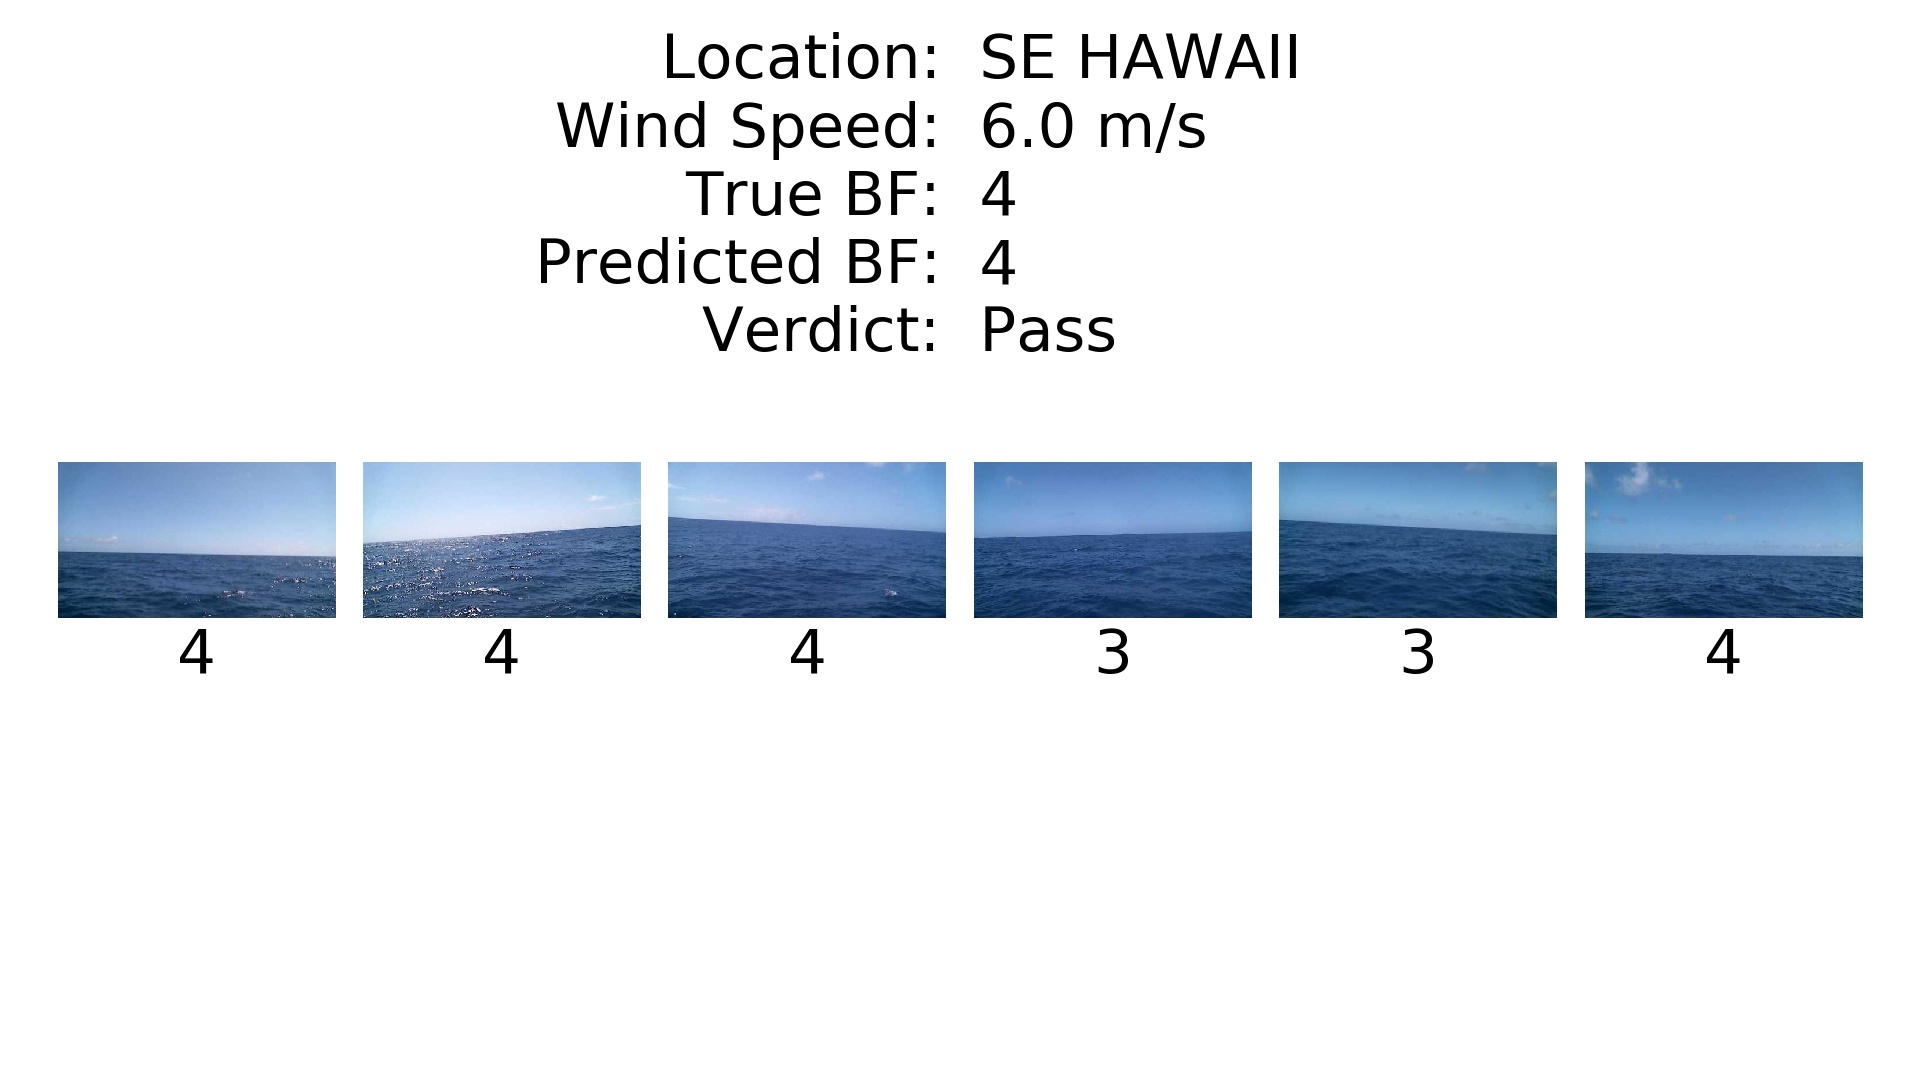 Location: SE HAWAII
Wind Speed: 6.0 m/s
True BF: 4
Predicted BF: 4
Verdict: Pass
4 4 4 3 3 4